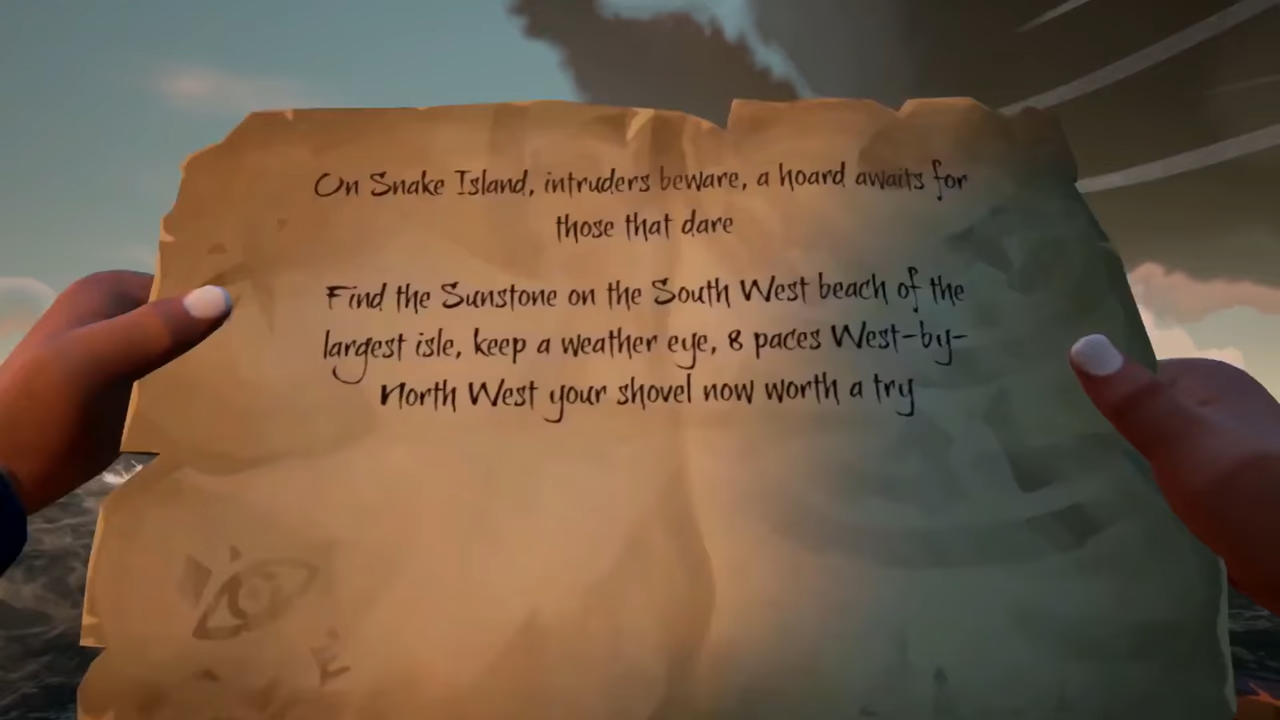 On Snake Island, intruders beware, a hoard awaits for
those that dare
Find the Sunstone on the South West beach of the
largest isle, keep a weather eye, 8 paces West-by-
North West your shovel now worth a try